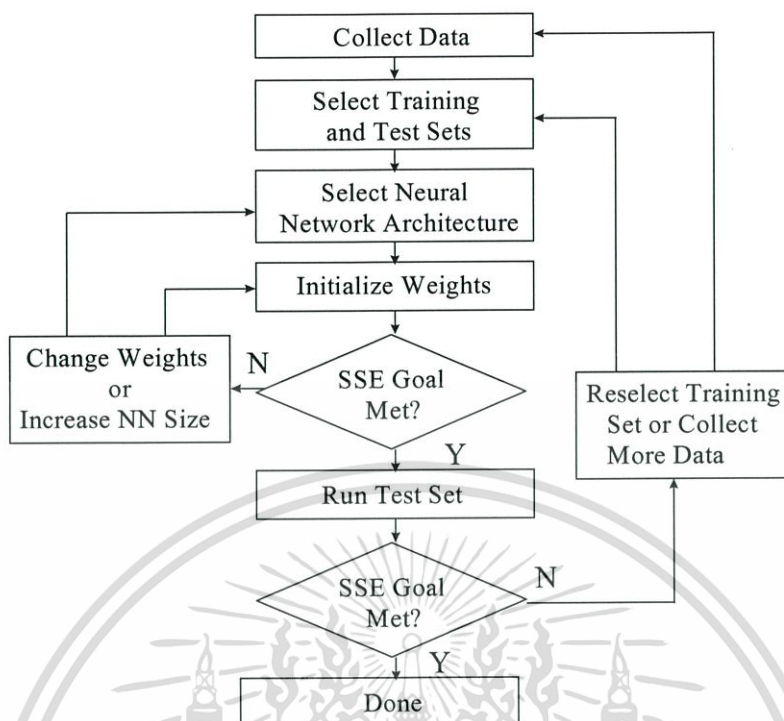 Collect Data
Select Training
and Test Sets
Select Neural
Network Architecture
Initialize Weights
Change Weights
or
Increase NN Size
N
SSE Goal
Met?
Y
Reselect Training
Set or Collect
More Data
Run Test Set
SSE Goal
Met?
N
Y
Done